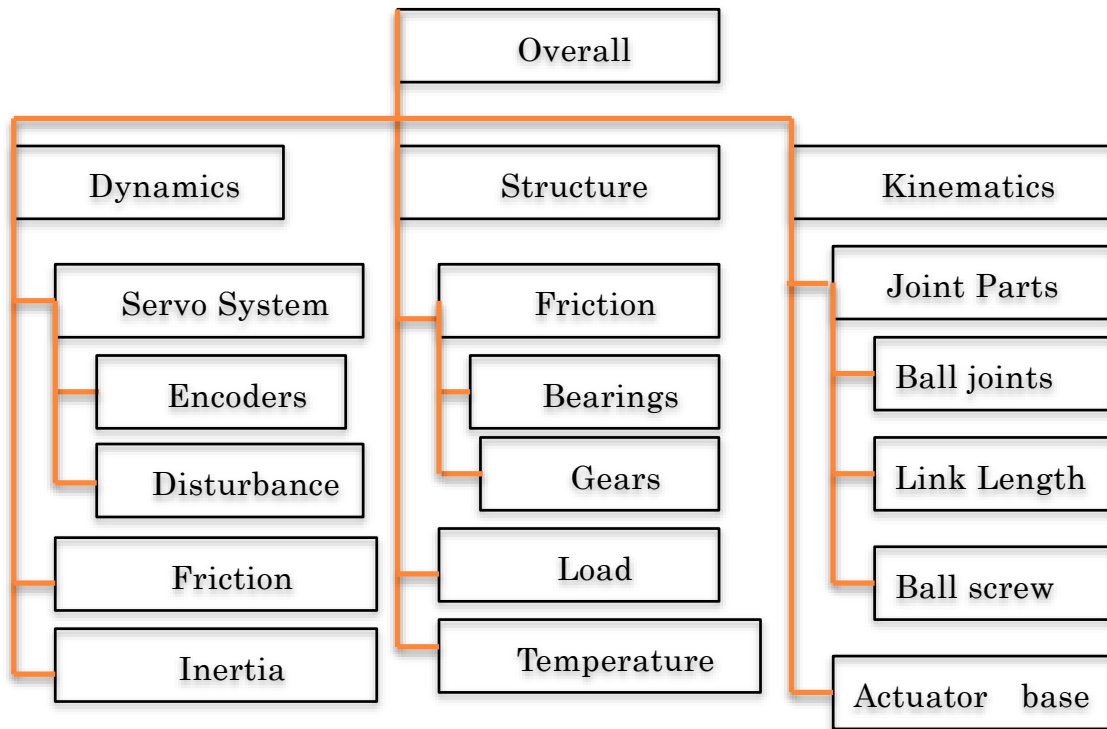 Overall
Dynamics
Servo System
Encoders
Disturbance
Friction
Inertia
Structure
Friction
Bearings
Gears
Load
Temperature
Kinematics
Joint Parts
Ball joints
Link Length
Ball screw
Actuator base